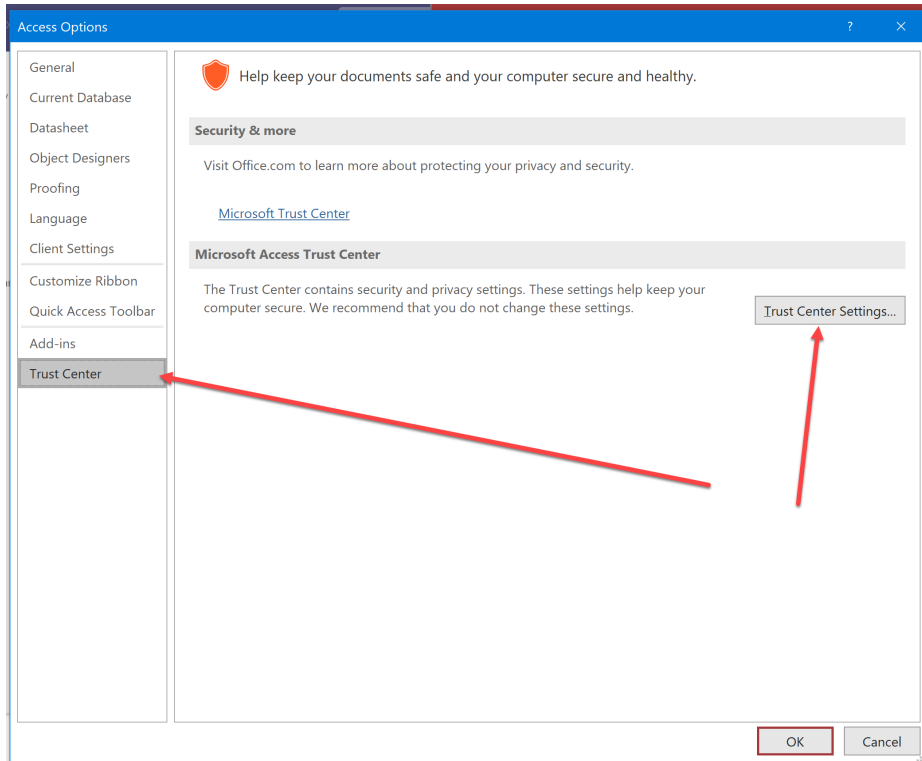 Access Options
?
×
General
Current Database
Datasheet
Object Designers
Proofing
Language
Client Settings
Customize Ribbon
Quick Access Toolbar
Add-ins
Trust Center
Help keep your documents safe and your computer secure and healthy.
Security & more
Visit Office.com to learn more about protecting your privacy and security.
Microsoft Trust Center
Microsoft Access Trust Center
The Trust Center contains security and privacy settings. These settings help keep your
computer secure. We recommend that you do not change these settings.
Trust Center Settings...
OK
Cancel